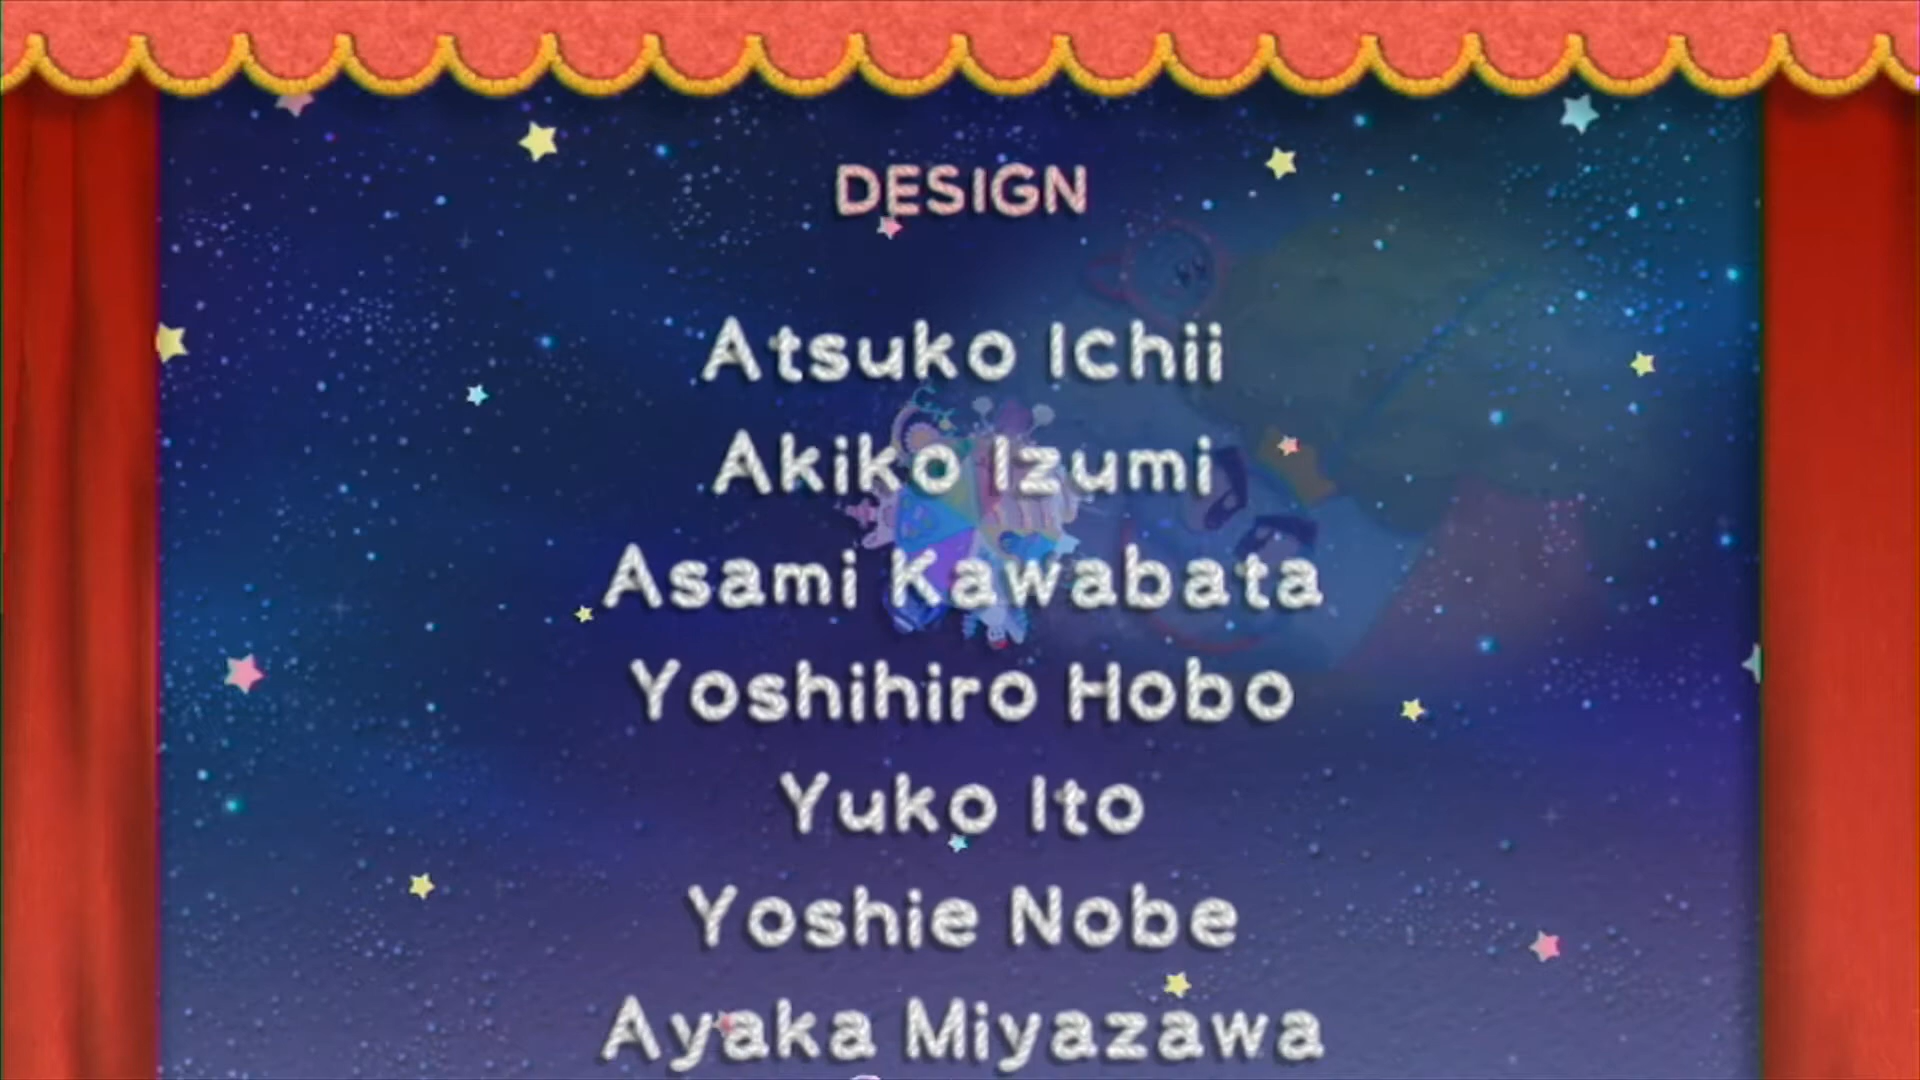 DESIGN
Atsuko Ichii
Akiko Izumi
Asami Kawabata
Yoshihiro Hobo
Yuko Ito
Yoshie Nobe
Ayaka Miyazawa